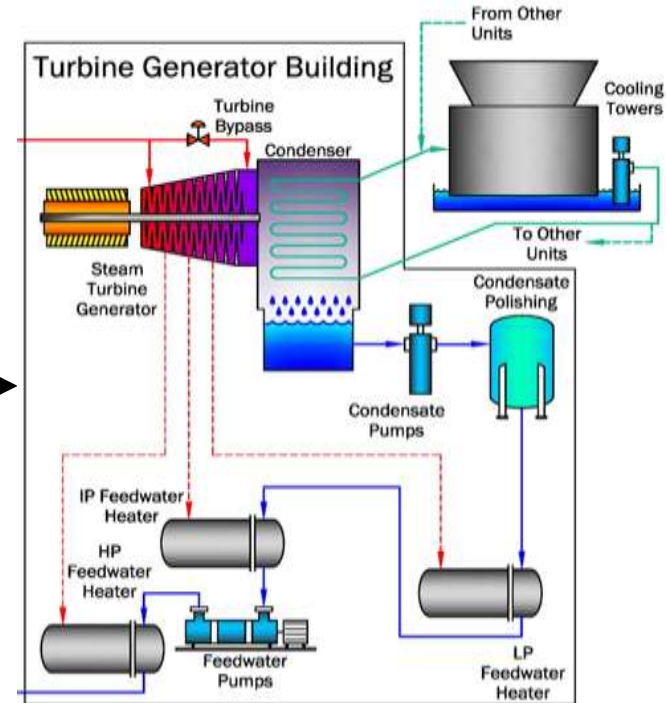 From Other
Units
Turbine Generator Building
Cooling
Towers
Turbine
Bypass
Condenser
To Other
Units
Steam
Turbine
Generator
Condensate
Polishing
Condensate
Pumps
IP Feedwater
Heater
HP
Feedwater
Heater
Feedwater
Pumps
LP
Feedwater
Heater